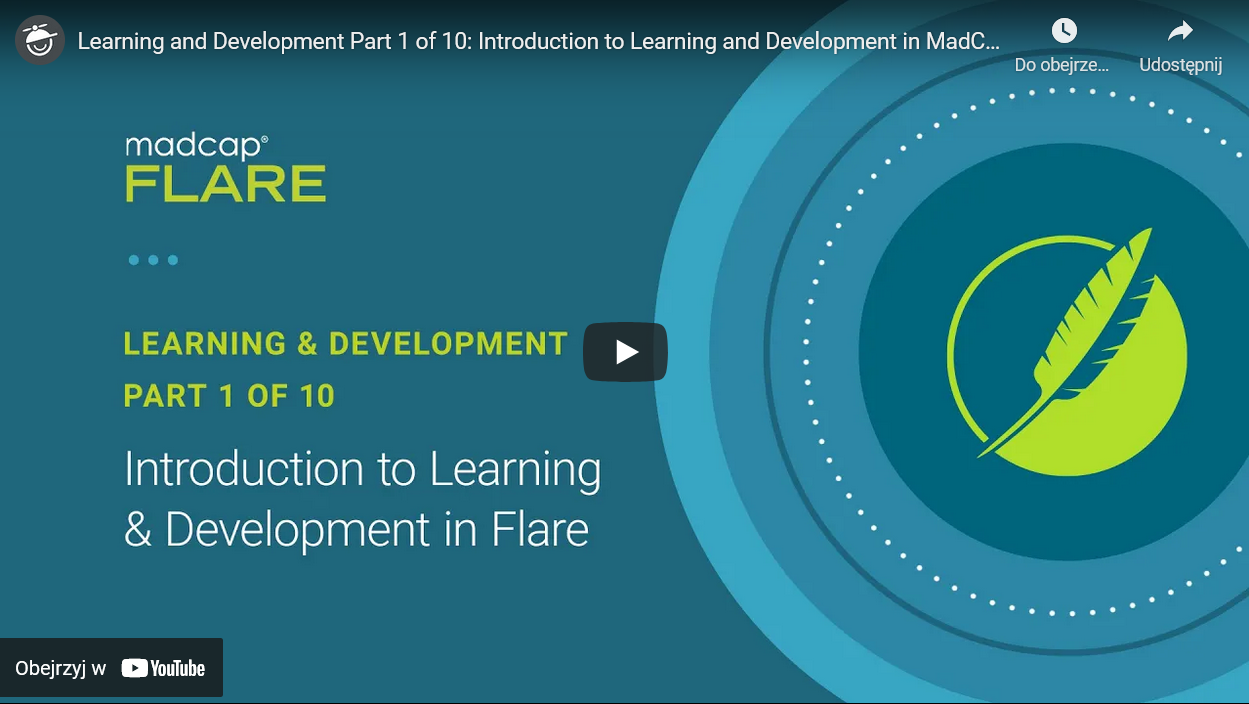 Learning and Development Part 1 of 10: Introduction to Learning and Development in MadC...
Do obejrze...
Udostępnij
madcap®
FLARE
LEARNING & DEVELOPMENT
PART 1 OF 10
Introduction to Learning
& Development in Flare
Obejrzyj w YouTube